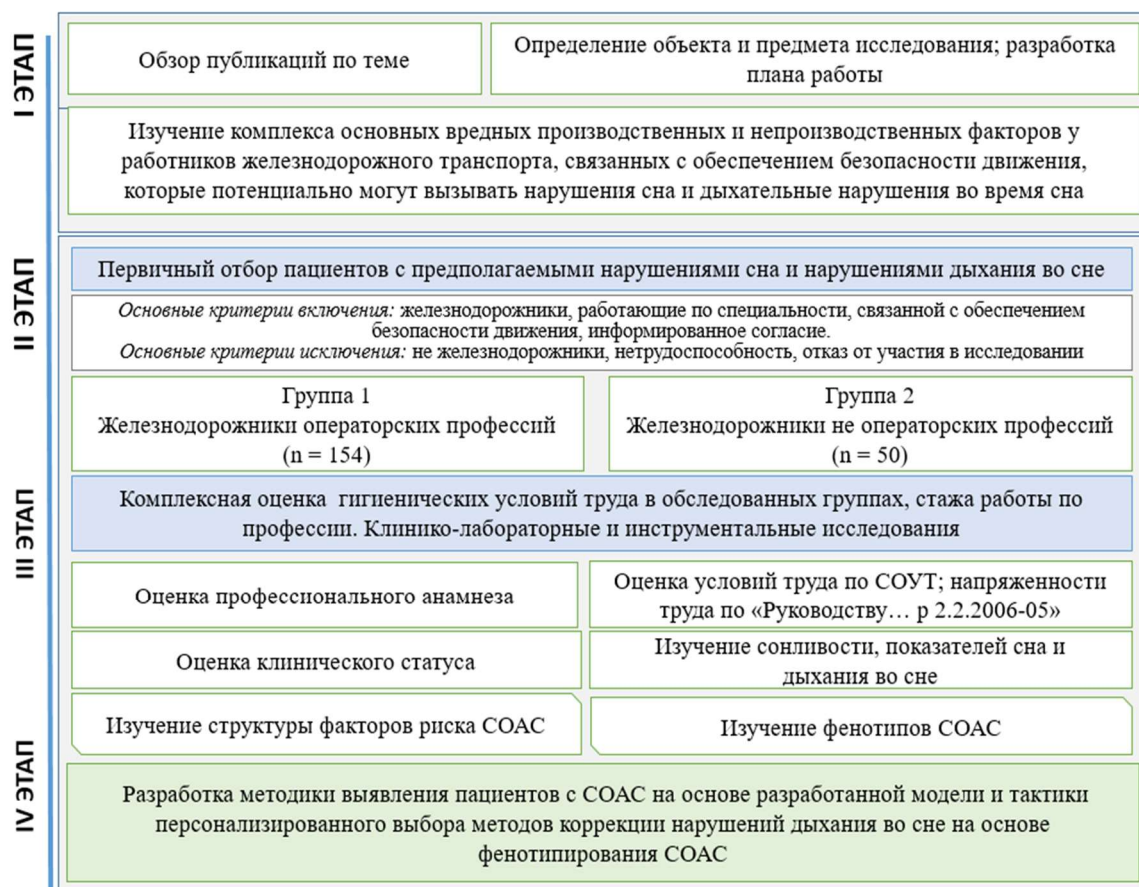 I ЭТАП
Обзор публикаций по теме
Определение объекта и предмета исследования; разработка
плана работы
Изучение комплекса основных вредных производственных и непроизводственных факторов у
работников железнодорожного транспорта, связанных с обеспечением безопасности движения,
которые потенциально могут вызывать нарушения сна и дыхательные нарушения во время сна
II ЭТАП
Первичный отбор пациентов с предполагаемыми нарушениями сна и нарушениями дыхания во сне
Основные критерии включения: железнодорожники, работающие по специальности, связанной с обеспечением
безопасности движения, информированное согласие.
Основные критерии исключения: не железнодорожники, нетрудоспособность, отказ от участия в исследовании
Группа 1
Железнодорожники операторских профессий
(n = 154)
Группа 2
Железнодорожники не операторских профессий
(n = 50)
III ЭТАП
Комплексная оценка гигиенических условий труда в обследованных группах, стажа работы по
профессии. Клинико-лабораторные и инструментальные исследования
Оценка профессионального анамнеза
Оценка условий труда по СОУТ; напряженности
труда по «Руководству… р 2.2.2006-05»
Оценка клинического статуса
Изучение сонливости, показателей сна и
дыхания во сне
Изучение структуры факторов риска СОАС
Изучение фенотипов СОАС
IV ЭТАП
Разработка методики выявления пациентов с СОАС на основе разработанной модели и тактики
персонализированного выбора методов коррекции нарушений дыхания во сне на основе
фенотипирования СОАС